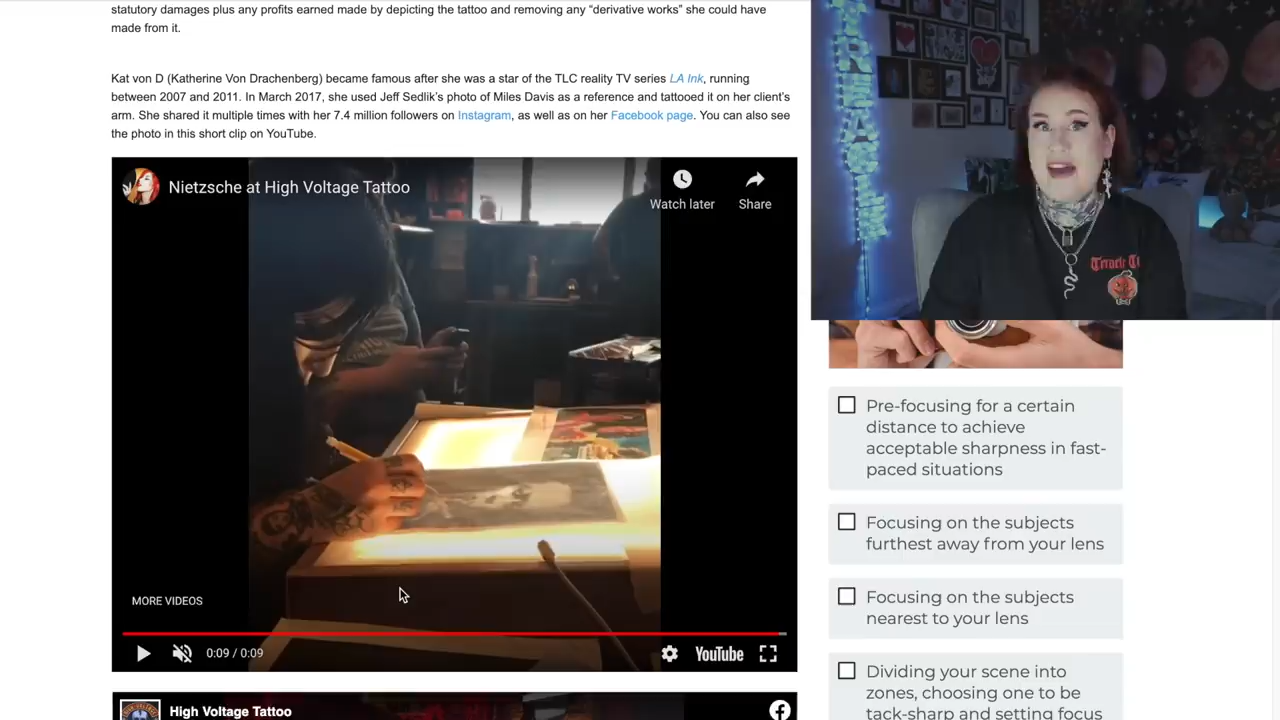 statutory damages plus any profits earned made by depicting the tattoo and removing any “derivative works” she could have
made from it.
Kat von D (Katherine Von Drachenberg) became famous after she was a star of the TLC reality TV series LA Ink, running
between 2007 and 2011. In March 2017, she used Jeff Sedlik’s photo of Miles Davis as a reference and tattooed it on her client’s
arm. She shared it multiple times with her 7.4 million followers on Instagram, as well as on her Facebook page. You can also see
the photo in this short clip on YouTube.
Nietzsche at High Voltage Tattoo
Watch later
Share
MORE VIDEOS
0:09 / 0:09
YouTube
High Voltage Tattoo
Pre-focusing for a certain
distance to achieve
acceptable sharpness in fast-
paced situations
Focusing on the subjects
furthest away from your lens
Focusing on the subjects
nearest to your lens
Dividing your scene into
zones, choosing one to be
tack-sharp and setting focus